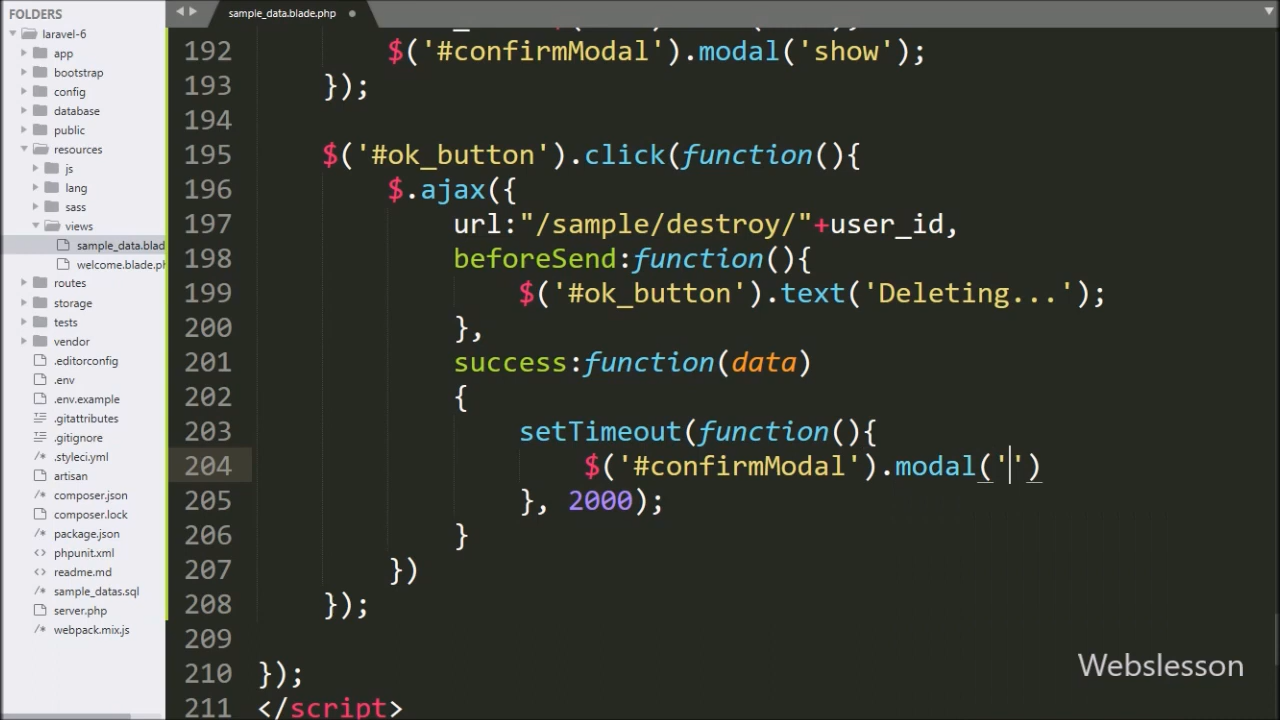 FOLDERS
laravel-6
app
bootstrap
config
database
public
resources
js
lang
sass
views
sample_data.blad
welcome.blade.ph
routes
storage
tests
vendor
.editorconfig
.env
.env.example
.gitattributes
.gitignore
.styleci.yml
artisan
composer.json
composer.lock
package.json
phpunit.xml
readme.md
sample_datas.sql
server.php
webpack.mix.js
sample_data.blade.php
192 $('#confirmModal').modal('show');
193 });
194
195 $('#ok_button').click(function(){
196 $.ajax({
197 url:"/sample/destroy/"+user_id,
198 beforeSend:function(){
199 $('#ok_button').text('Deleting...');
200 },
201 success:function(data)
202 {
203 setTimeout(function(){
204 $('#confirmModal').modal('')
205 }, 2000);
206 }
207 })
208 });
209
210 });
211 </script>
Webslesson